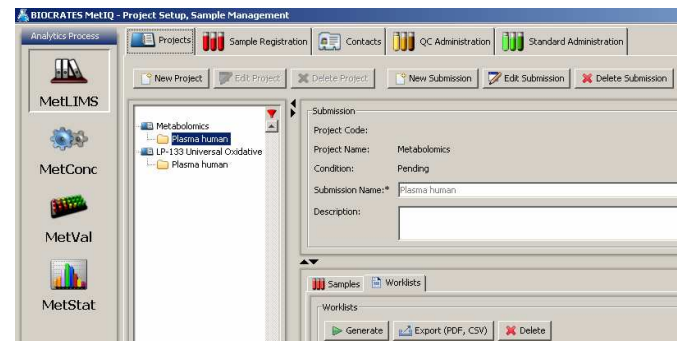 BIOCRATES MetIQ - Project Setup, Sample Management
Analytics Process
Projects
Sample Registration
Contacts
QC Administration
Standard Administration
New Project
Edit Project
Delete Project
New Submission
Edit Submission
Delete Submission
MetLIMS
MetConc
MetVal
MetStat
Metabolomics
Plasma human
LP-133 Universal Oxidative
Plasma human
Submission
Project Code:
Project Name: Metabolomics
Condition: Pending
Submission Name:* Plasma human
Description:
Samples
Worklists
Worklists
Generate
Export (PDF, CSV)
Delete